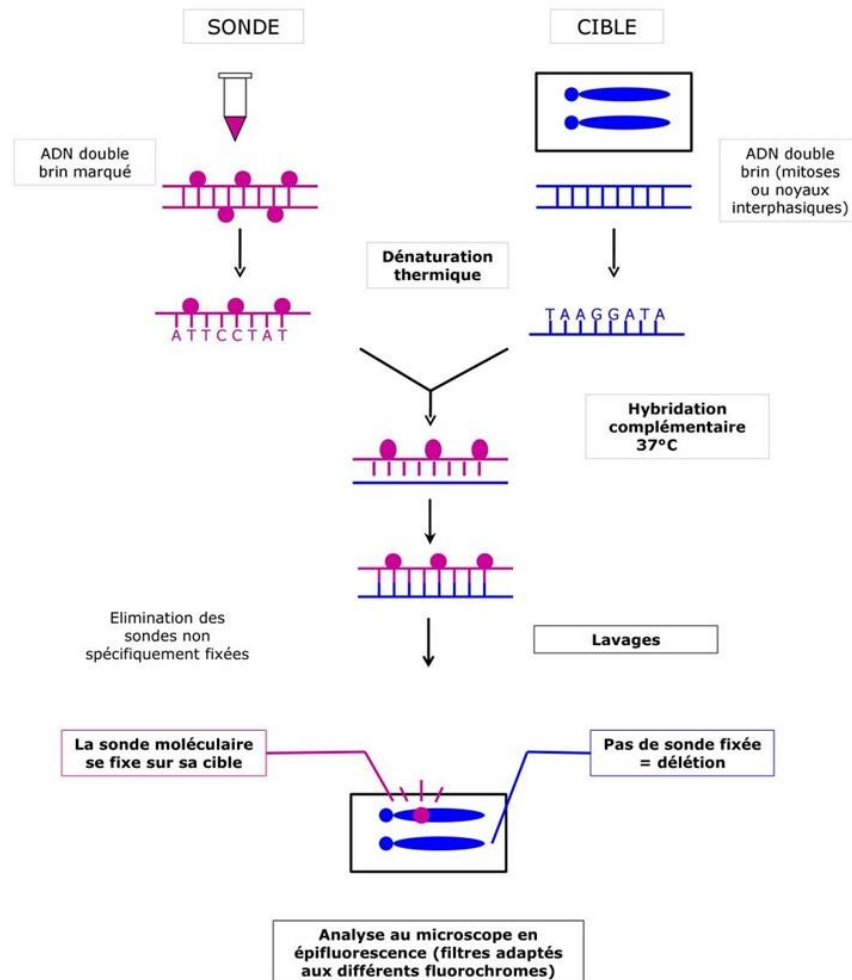 SONDE
CIBLE
ADN double
brin marqué
ADN double
brin (mitoses
ou noyaux
interphasiques)
Dénaturation
thermique
ATTCCTAT
TAAGGATA
Hybridation
complémentaire
37°C
Elimination des
sondes non
spécifiquement fixées
Lavages
La sonde moléculaire
se fixe sur sa cible
Pas de sonde fixée
= délétion
Analyse au microscope en
épifluorescence (filtres adaptés
aux différents fluorochromes)